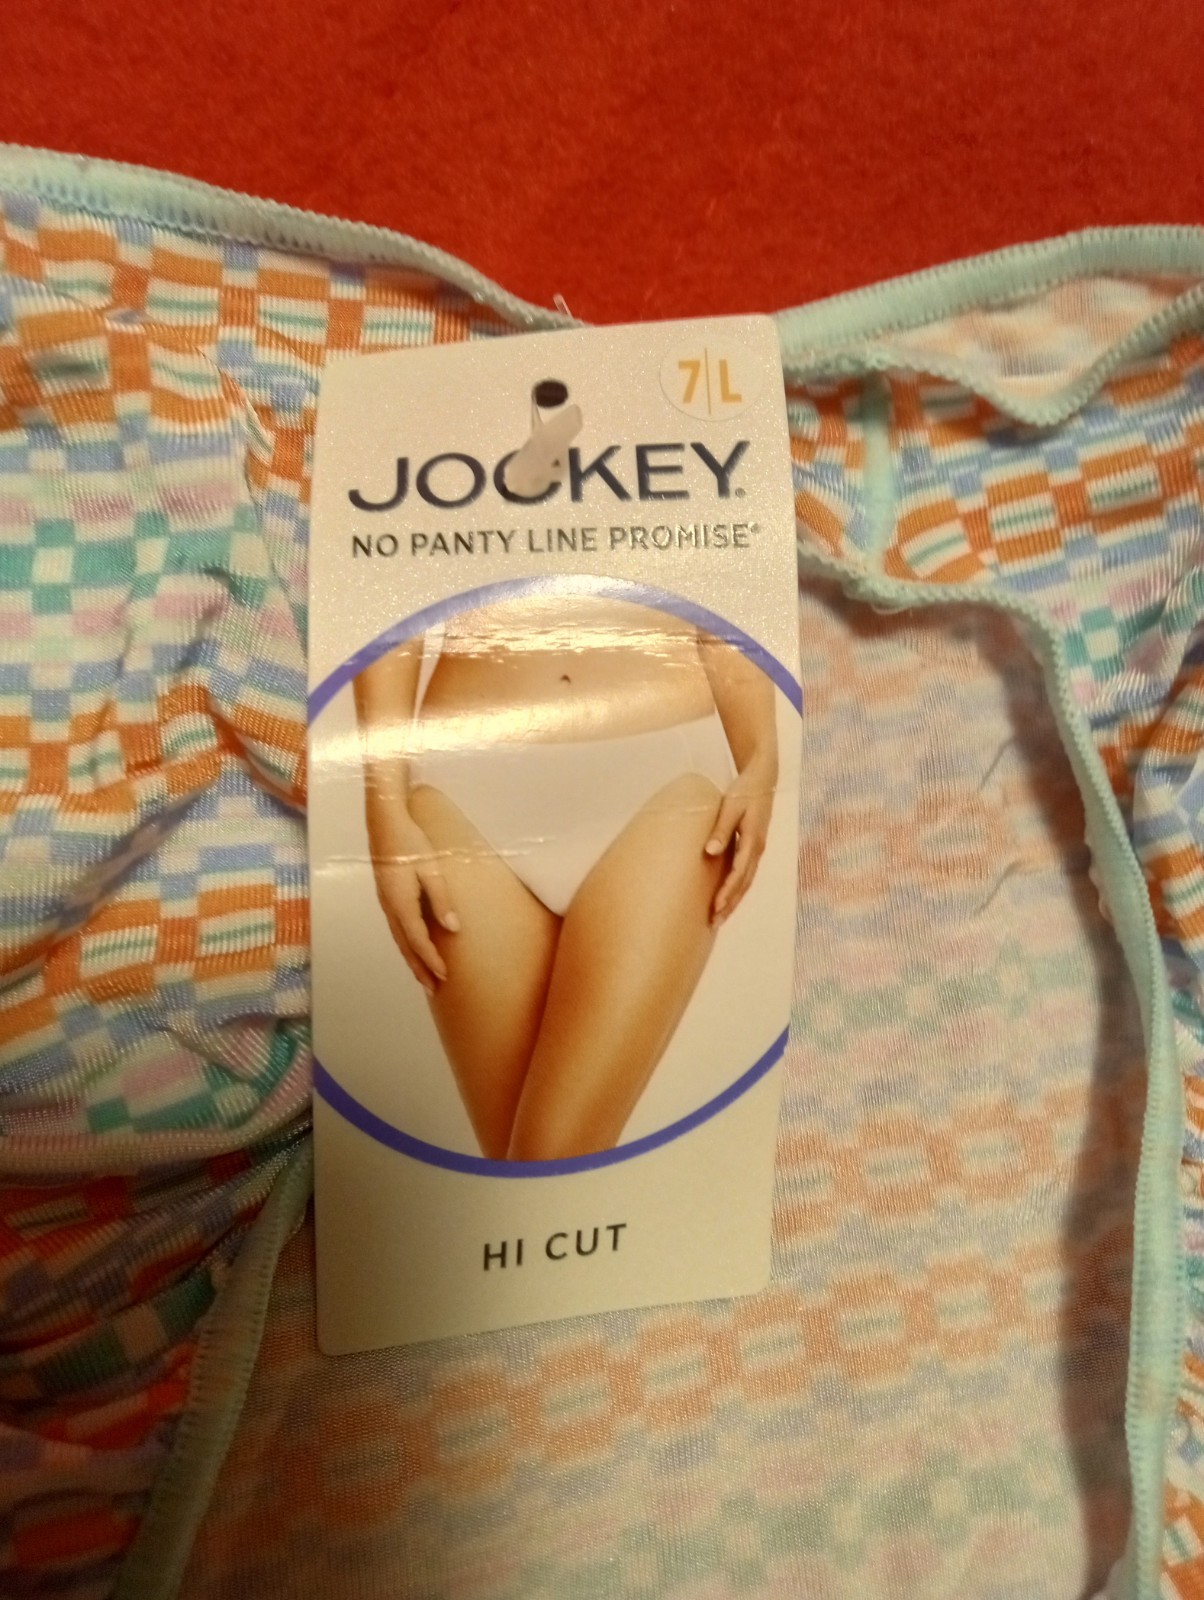 7|L
JOCKEY®
NO PANTY LINE PROMISE®
HI CUT